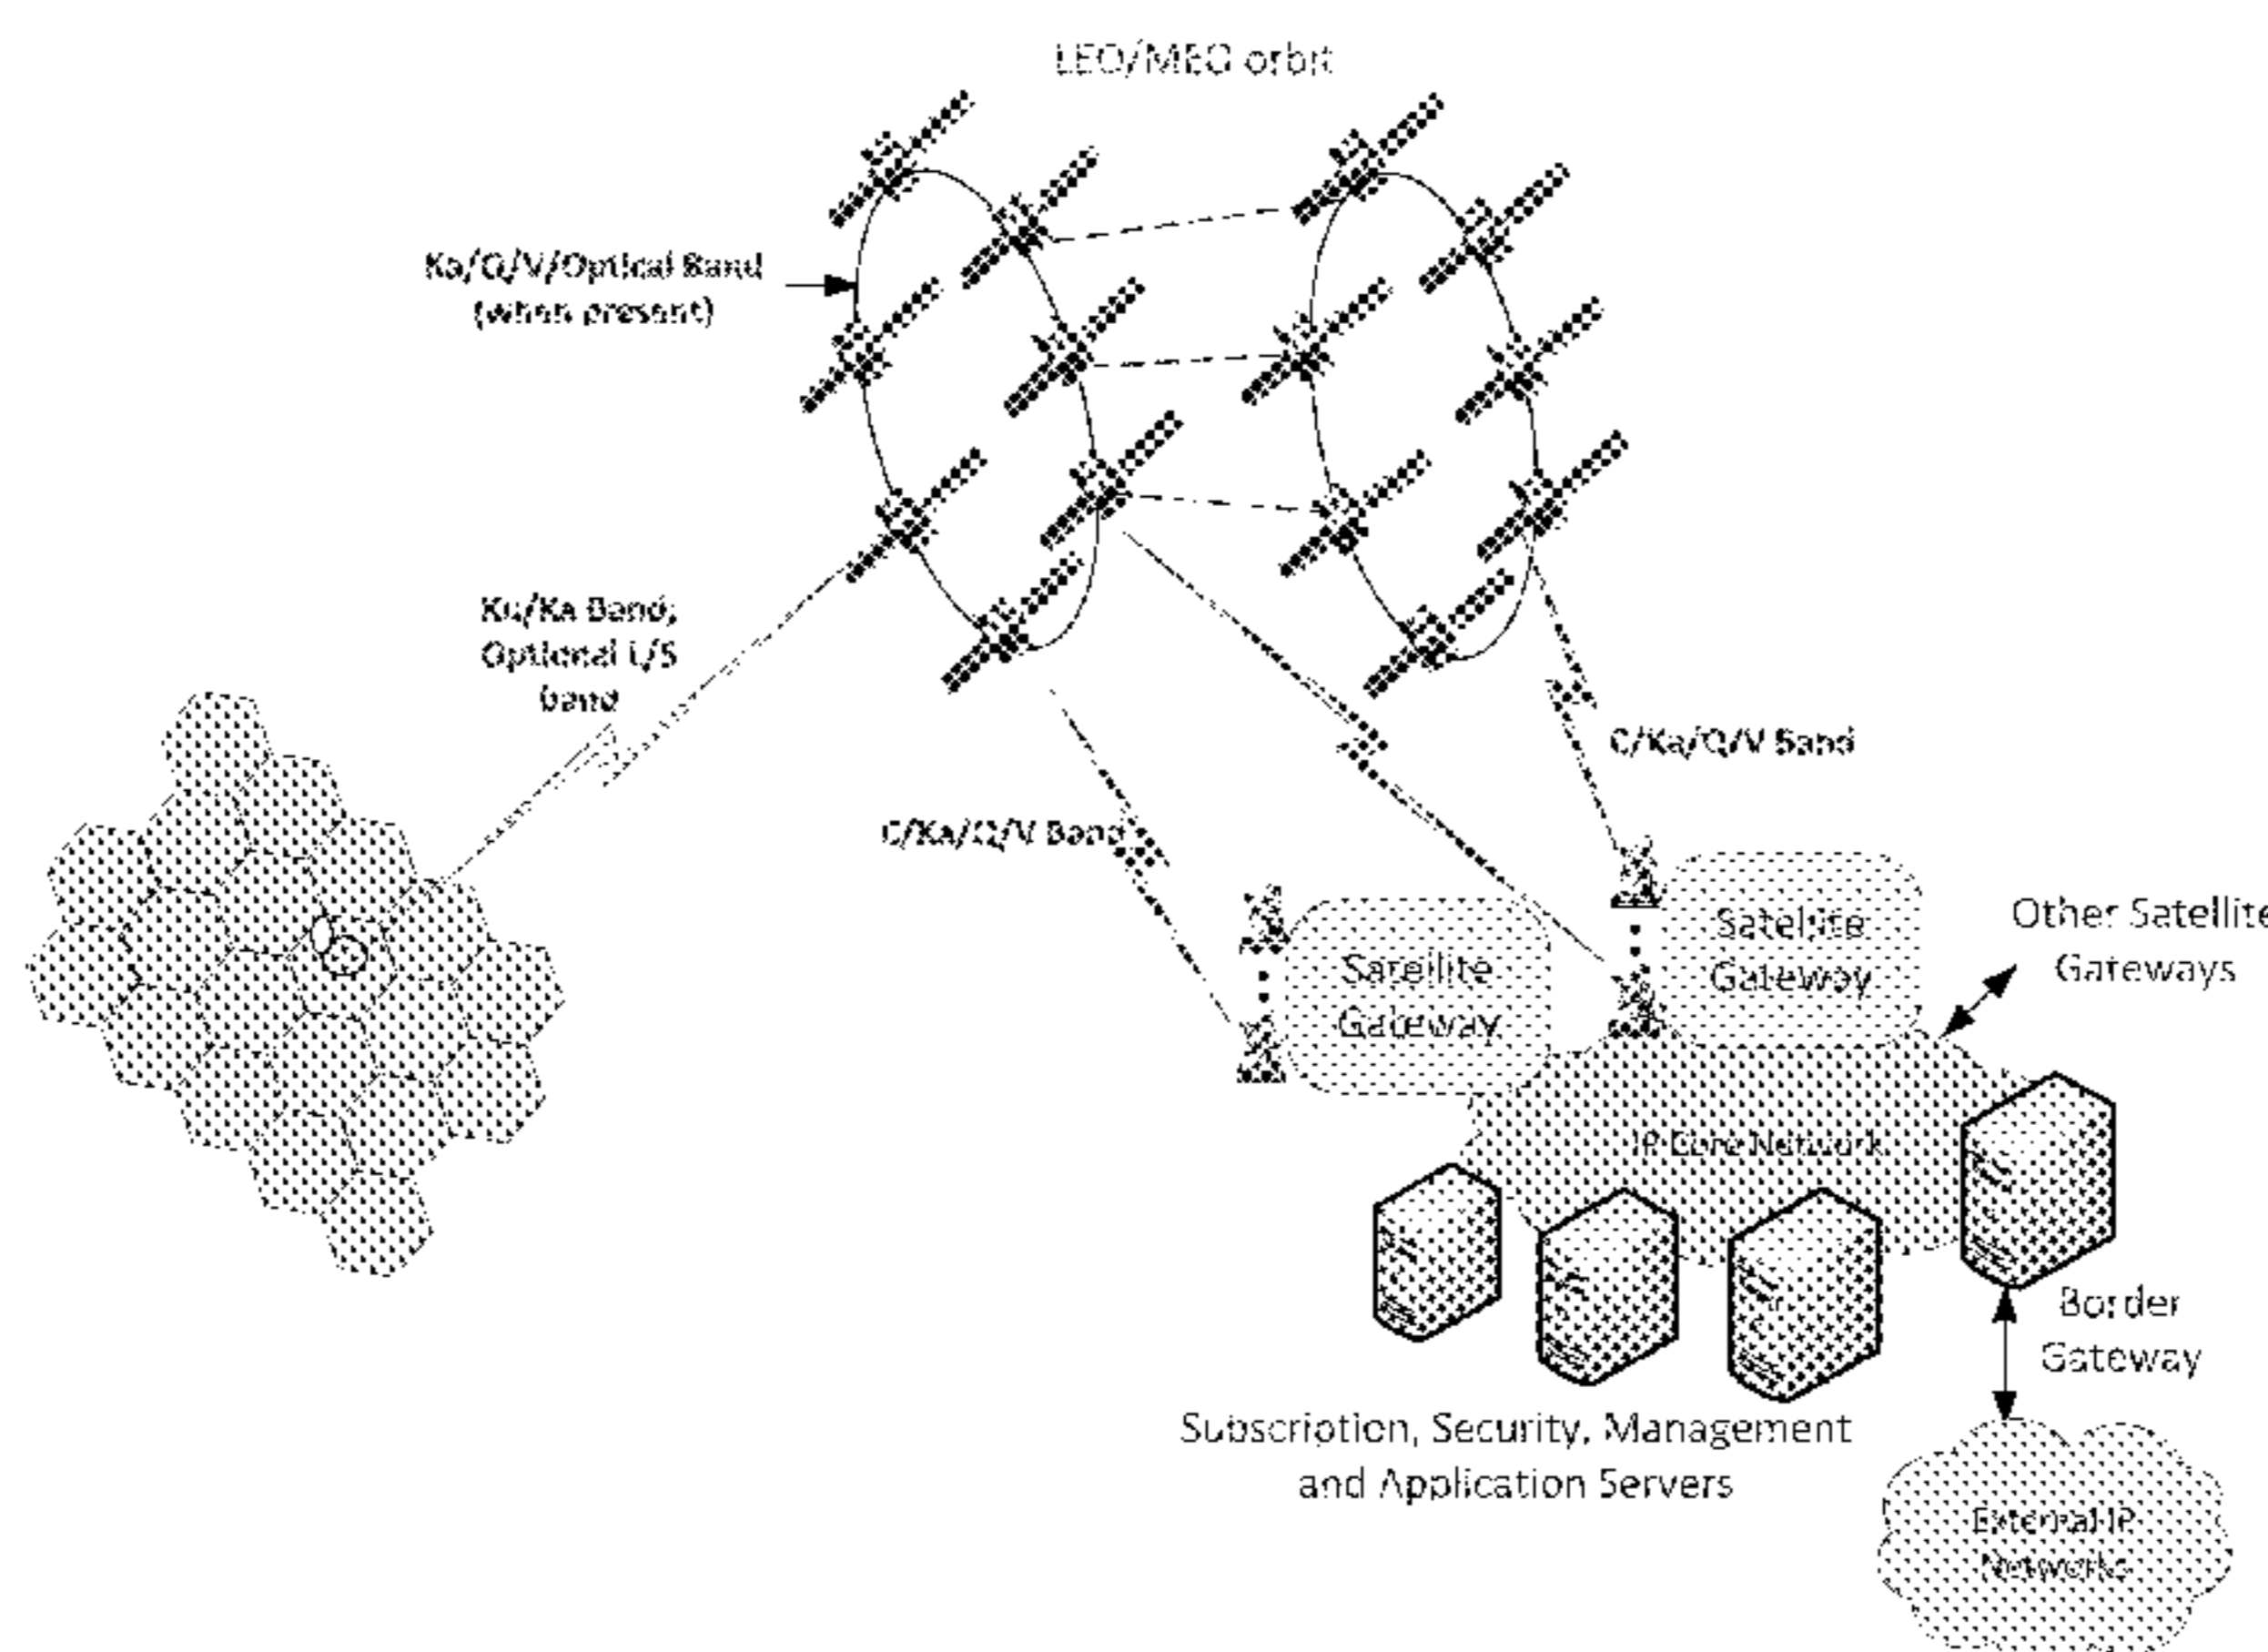 LEO/MEO orbit
Ka/Q/V/Optical Band
(when present)
Ku/Ka Band;
Optional L/S
band
C/Ka/Q/V Band
C/Ka/Q/V Band
Satellite
Gateway
Satellite
Gateway
Other Satellite
Gateways
IP Core Network
Border
Gateway
Subscription, Security, Management
and Application Servers
External IP
Networks